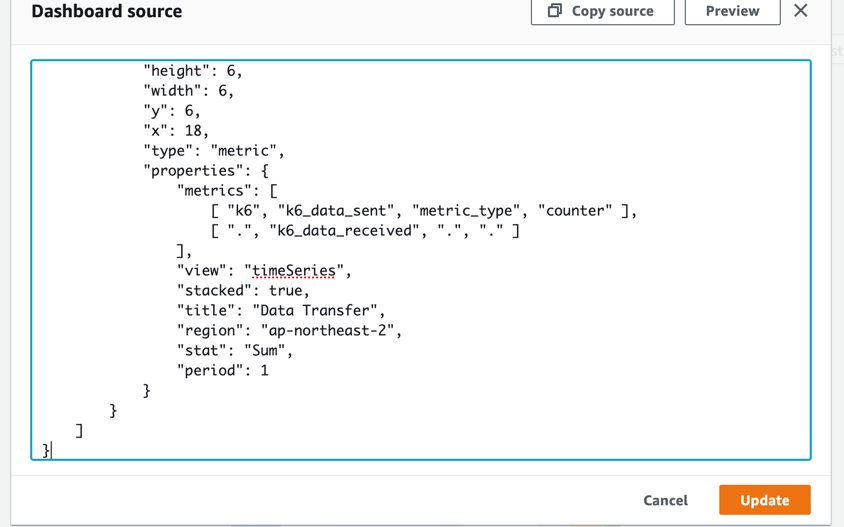 Dashboard source
Copy source
Preview
"height": 6,
"width": 6,
"y": 6,
"x": 18,
"type": "metric",
"properties": {
"metrics": [
[ "k6", "k6_data_sent", "metric_type", "counter" ],
[ ".", "k6_data_received", ".", "." ]
],
"view": "timeSeries",
"stacked": true,
"title": "Data Transfer",
"region": "ap-northeast-2",
"stat": "Sum",
"period": 1
}
}
]
}
Cancel
Update